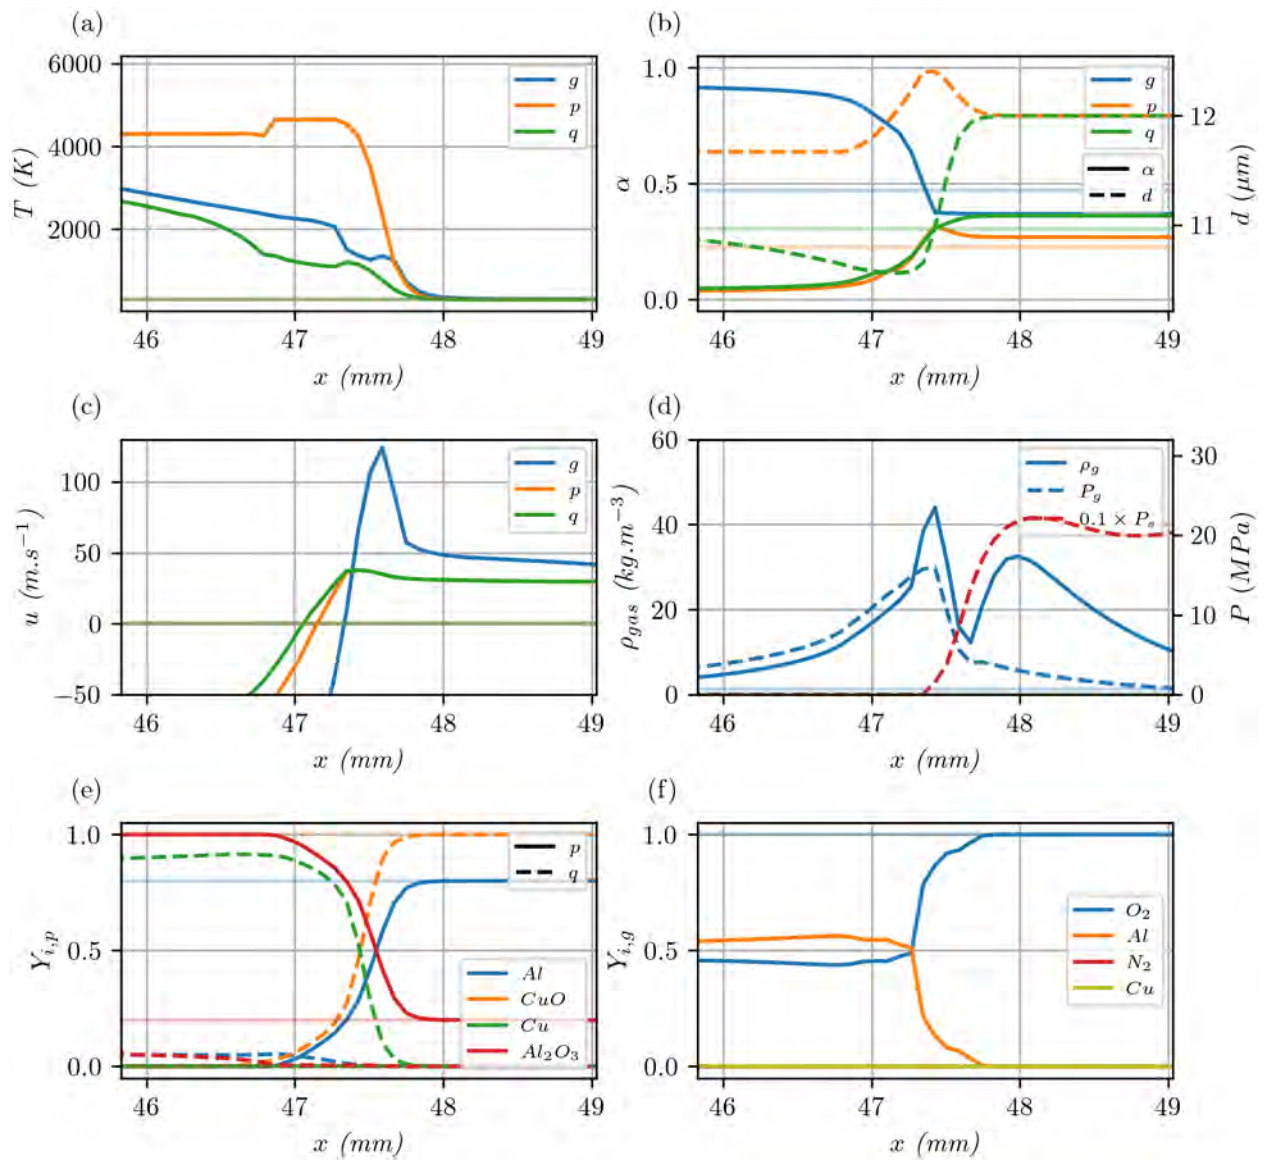 (a)
6000
4000
2000
T (K)
g
p
q
46
47
48
49
x (mm)
(b)
1.0
0.5
0.0
α
g
p
q
α
d
12
11
d (μm)
46
47
48
49
x (mm)
(c)
100
50
0
−50
u (m.s⁻¹)
g
p
q
46
47
48
49
x (mm)
(d)
60
40
20
0
ρgas (kg.m⁻³)
ρg
Pg
0.1 × Ps
30
20
10
0
P (MPa)
46
47
48
49
x (mm)
(e)
1.0
0.5
0.0
Yi,p
p
q
Al
CuO
Cu
Al₂O₃
46
47
48
49
x (mm)
(f)
1.0
0.5
0.0
Yi,g
O₂
Al
N₂
Cu
46
47
48
49
x (mm)